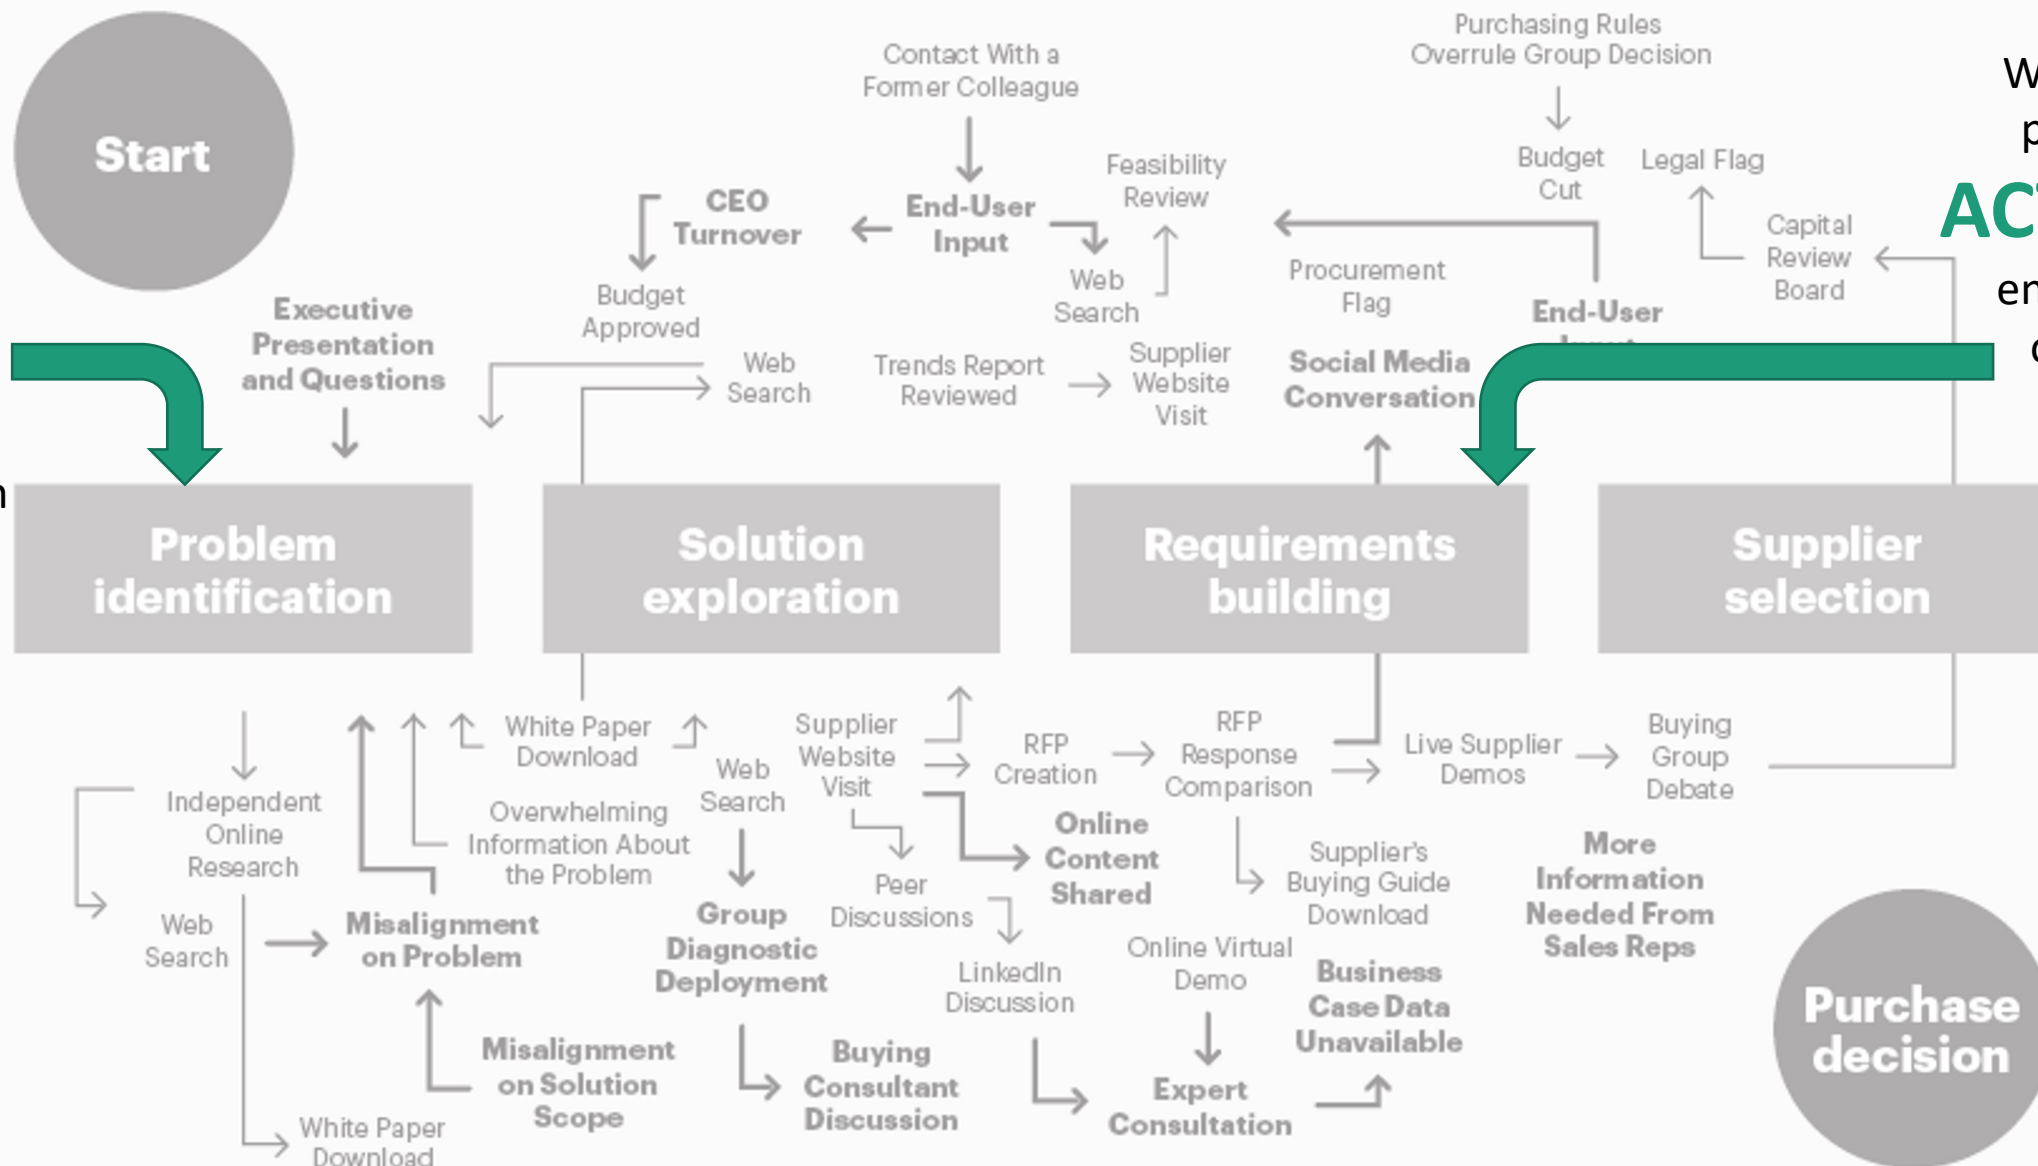 Start
Contact With a
Former Colleague
Purchasing Rules
Overrule Group Decision
CEO
Turnover
End-User
Input
Feasibility
Review
Budget
Cut
Legal Flag
Capital
Review
Board
Executive
Presentation
and Questions
Budget
Approved
Web
Search
Procurement
Flag
End-User
Web
Search
Trends Report
Reviewed
Supplier
Website
Visit
Social Media
Conversation
Problem
identification
Solution
exploration
Requirements
building
Supplier
selection
Independent
Online
Research
White Paper
Download
Overwhelming
Information About
the Problem
Web
Search
Supplier
Website
Visit
RFP
Creation
RFP
Response
Comparison
Live Supplier
Demos
Buying
Group
Debate
Web
Search
Misalignment
on Problem
Group
Diagnostic
Deployment
Peer
Discussions
Online
Content
Shared
Supplier's
Buying Guide
Download
More
Information
Needed From
Sales Reps
LinkedIn
Discussion
Online Virtual
Demo
Business
Case Data
Unavailable
Misalignment
on Solution
Scope
Buying
Consultant
Discussion
Expert
Consultation
White Paper
Download
Purchase
decision